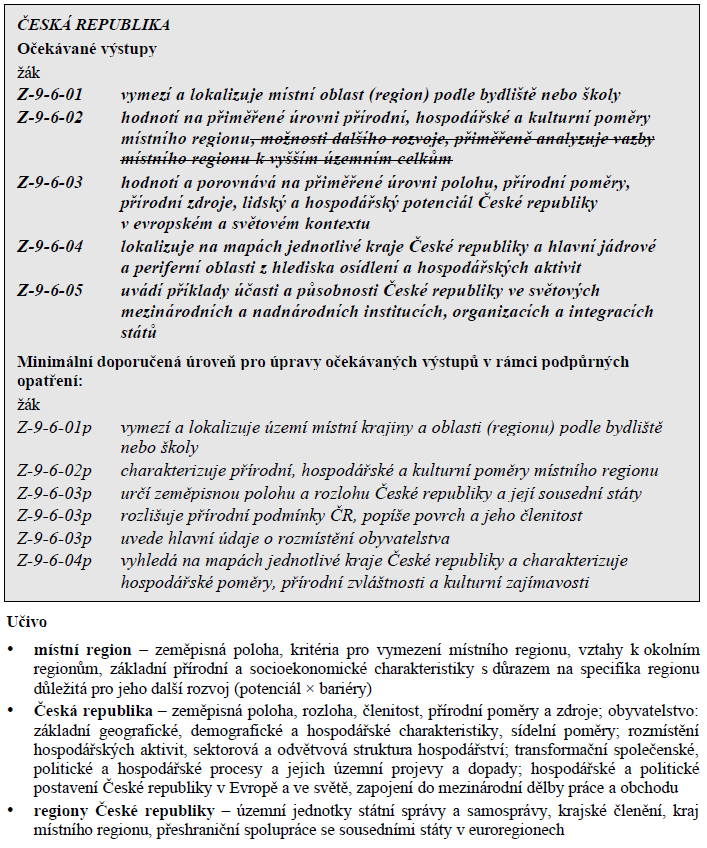 ČESKÁ REPUBLIKA
Očekávané výstupy
žák
Z-9-6-01 vymezí a lokalizuje místní oblast (region) podle bydliště nebo školy
Z-9-6-02 hodnotí na přiměřené úrovni přírodní, hospodářské a kulturní poměry
místního regionu, možnosti dalšího rozvoje, přiměřeně analyzuje vazby
místního regionu k vyšším územním celkům
Z-9-6-03 hodnotí a porovnává na přiměřené úrovni polohu, přírodní poměry,
přírodní zdroje, lidský a hospodářský potenciál České republiky
v evropském a světovém kontextu
Z-9-6-04 lokalizuje na mapách jednotlivé kraje České republiky a hlavní jádrové
a periferní oblasti z hlediska osídlení a hospodářských aktivit
Z-9-6-05 uvádí příklady účasti a působnosti České republiky ve světových
mezinárodních a nadnárodních institucích, organizacích a integracích
států
Minimální doporučená úroveň pro úpravy očekávaných výstupů v rámci podpůrných
opatření:
žák
Z-9-6-01p vymezí a lokalizuje území místní krajiny a oblasti (regionu) podle bydliště
nebo školy
Z-9-6-02p charakterizuje přírodní, hospodářské a kulturní poměry místního regionu
Z-9-6-03p určí zeměpisnou polohu a rozlohu České republiky a její sousední státy
Z-9-6-03p rozlišuje přírodní podmínky ČR, popíše povrch a jeho členitost
Z-9-6-03p uvede hlavní údaje o rozmístění obyvatelstva
Z-9-6-04p vyhledá na mapách jednotlivé kraje České republiky a charakterizuje
hospodářské poměry, přírodní zvláštnosti a kulturní zajímavosti
Učivo
• místní region – zeměpisná poloha, kritéria pro vymezení místního regionu, vztahy k okolním
regionům, základní přírodní a socioekonomické charakteristiky s důrazem na specifika regionu
důležitá pro jeho další rozvoj (potenciál × bariéry)
• Česká republika – zeměpisná poloha, rozloha, členitost, přírodní poměry a zdroje; obyvatelstvo:
základní geografické, demografické a hospodářské charakteristiky, sídelní poměry; rozmístění
hospodářských aktivit, sektorová a odvětvová struktura hospodářství; transformační společenské,
politické a hospodářské procesy a jejich územní projevy a dopady; hospodářské a politické
postavení České republiky v Evropě a ve světě, zapojení do mezinárodní dělby práce a obchodu
• regiony České republiky – územní jednotky státní správy a samosprávy, krajské členění, kraj
místního regionu, přeshraniční spolupráce se sousedními státy v euroregionech